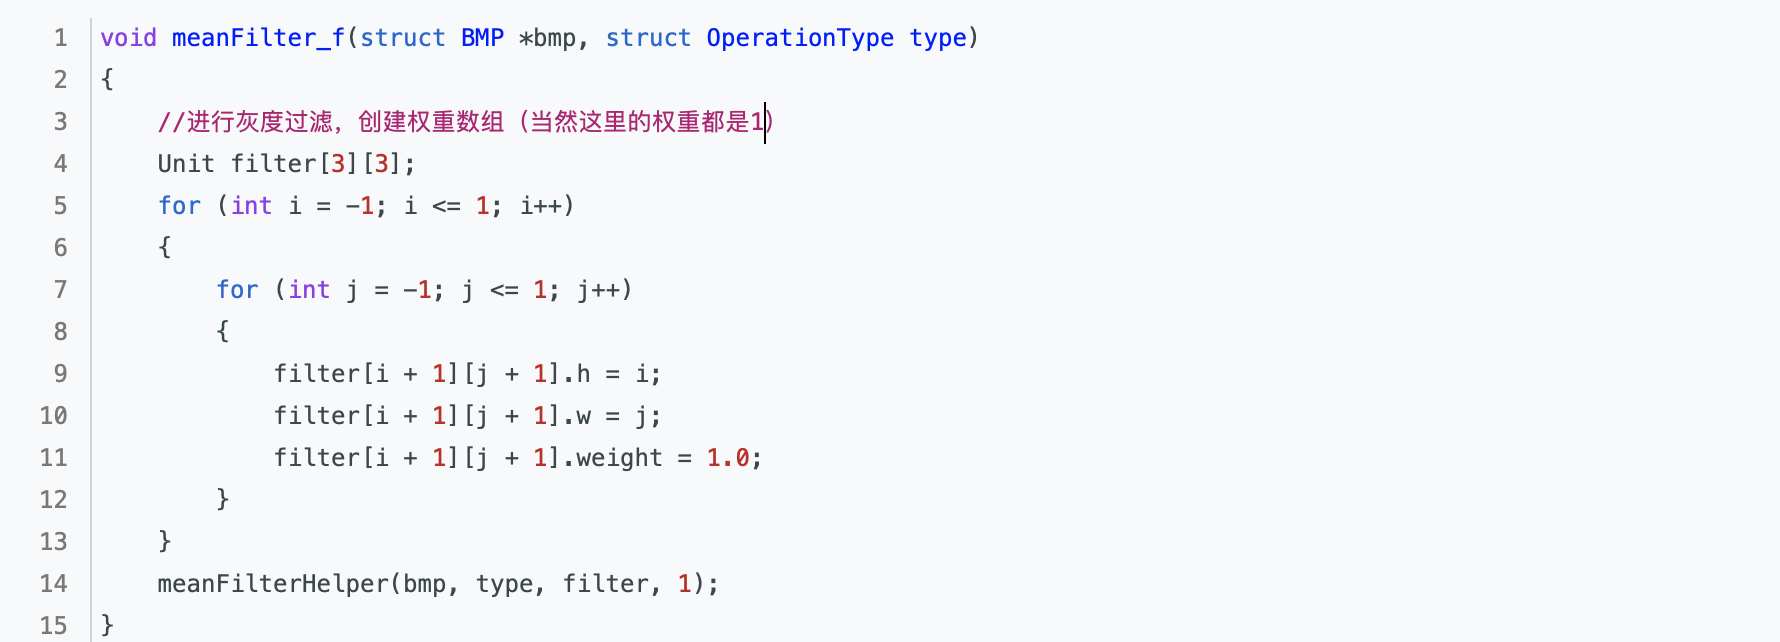 1 void meanFilter_f(struct BMP *bmp, struct OperationType type)
2 {
3     //进行灰度过滤，创建权重数组（当然这里的权重都是1）
4     Unit filter[3][3];
5     for (int i = -1; i <= 1; i++)
6     {
7         for (int j = -1; j <= 1; j++)
8         {
9             filter[i + 1][j + 1].h = i;
10             filter[i + 1][j + 1].w = j;
11             filter[i + 1][j + 1].weight = 1.0;
12         }
13     }
14     meanFilterHelper(bmp, type, filter, 1);
15 }